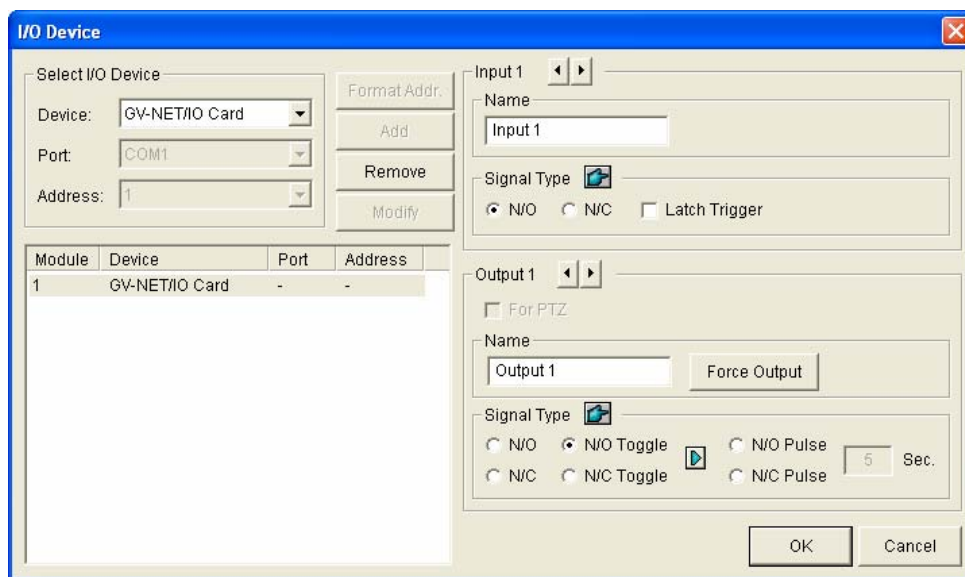 I/O Device
Select I/O Device
Device: GV-NET/IO Card
Port: COM1
Address: 1
Format Addr.
Add
Remove
Modify
Module Device Port Address
1 GV-NET/IO Card - -
Input 1
Name
Input 1
Signal Type
N/O N/C Latch Trigger
Output 1
For PTZ
Name
Output 1 Force Output
Signal Type
N/O N/O Toggle N/O Pulse
N/C N/C Toggle N/C Pulse
5 Sec.
OK Cancel